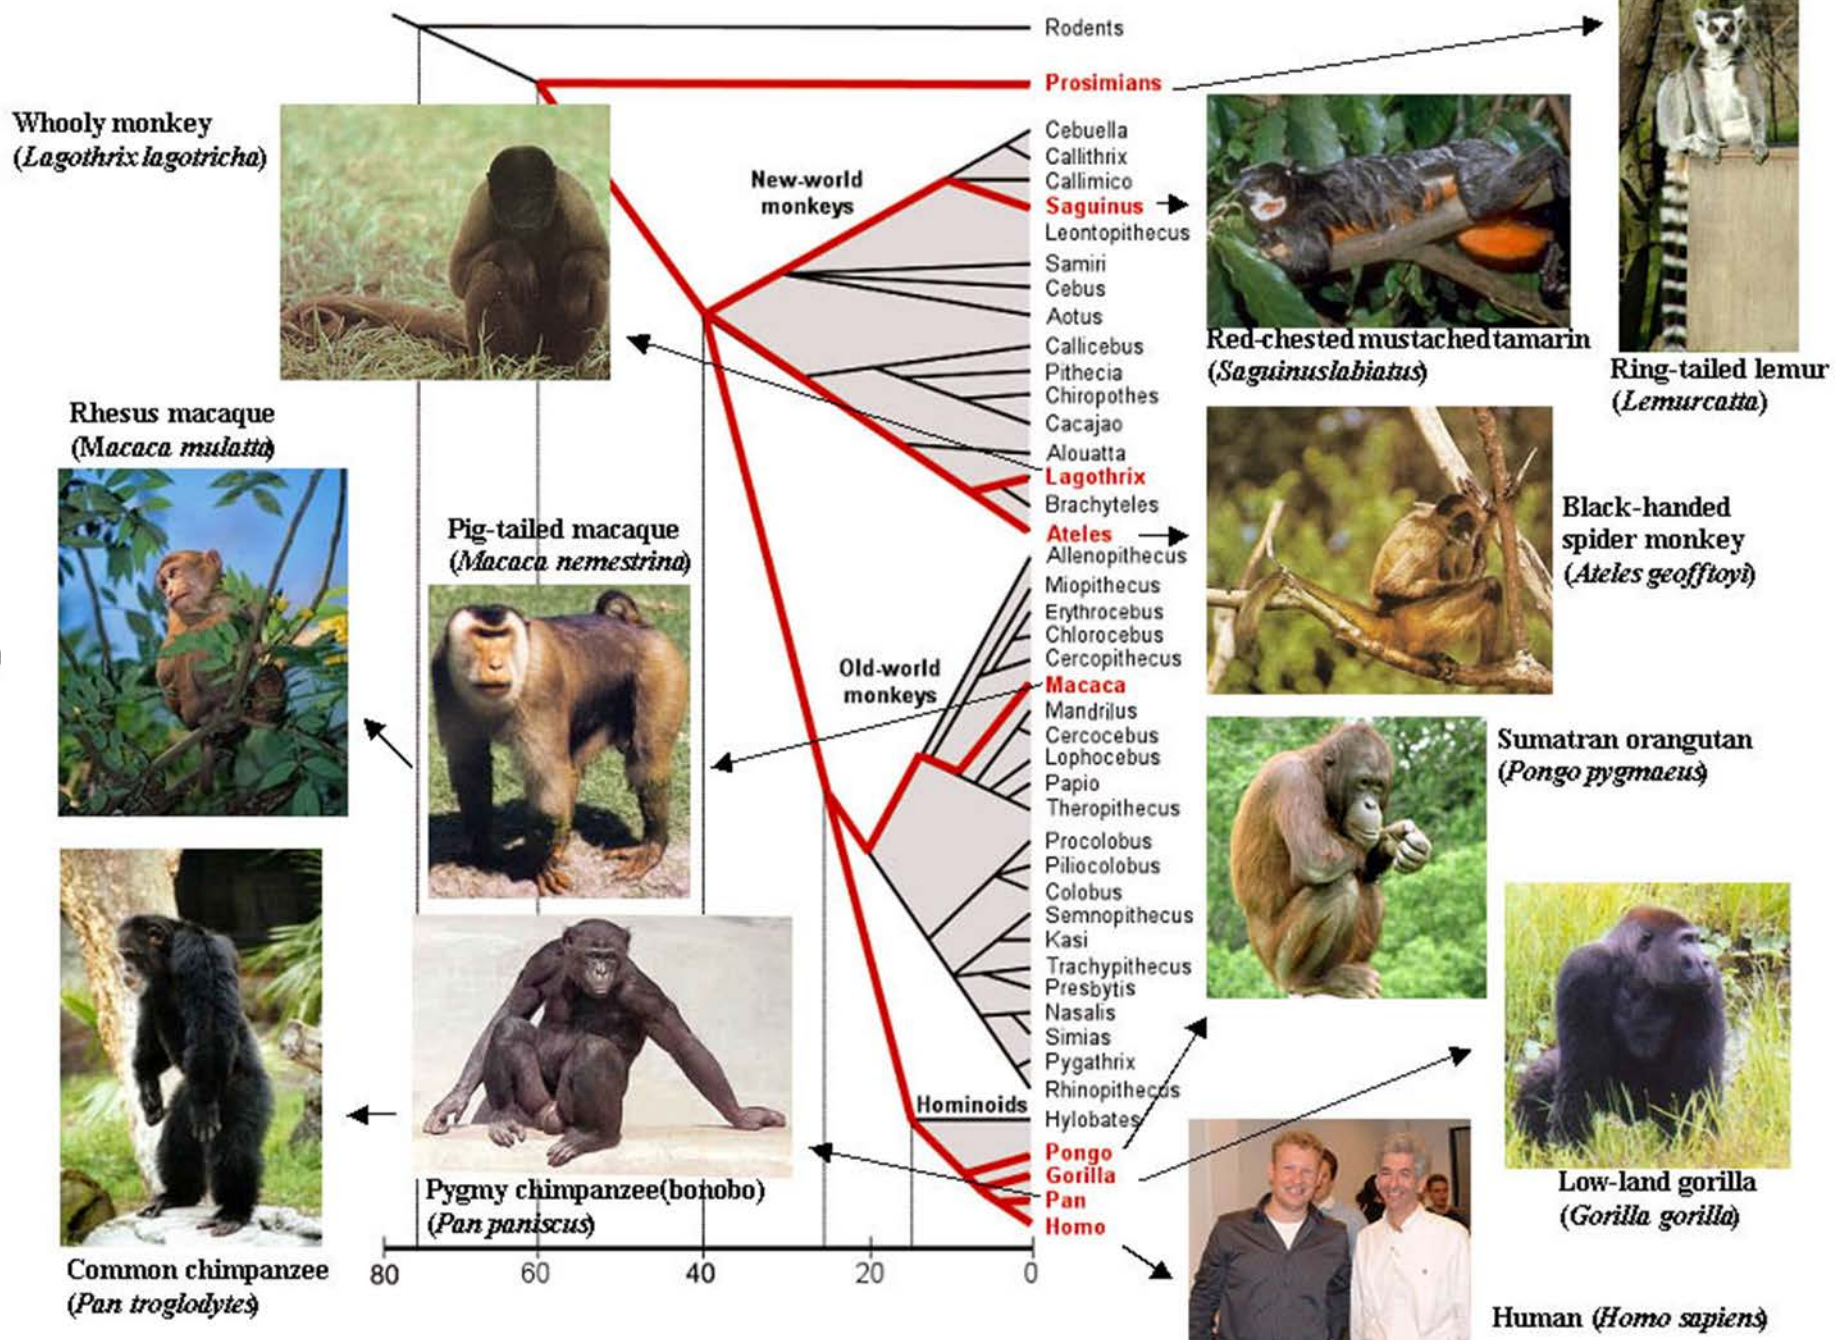 Rodents
Prosimians
Whooly monkey
(Lagothrix lagotricha)
New-world
monkeys
Cebuella
Callithrix
Callimico
Saguinus
Leontopithecus
Samiri
Cebus
Aotus
Callicebus
Pithecia
Chiropothes
Cacajao
Alouatta
Lagothrix
Brachyteles
Ateles
Red-chested mustached tamarin
(Saguinuslabiatus)
Ring-tailed lemur
(Lemurcatta)
Rhesus macaque
(Macaca mulatta)
Pig-tailed macaque
(Macaca nemestrina)
Black-handed
spider monkey
(Ateles geofftoyi)
Old-world
monkeys
Allenopithecus
Miopithecus
Erythrocebus
Chlorocebus
Cercopithecus
Macaca
Mandrilus
Cercocebus
Lophocebus
Papio
Theropithecus
Procolobus
Piliocolobus
Colobus
Semnopithecus
Kasi
Trachypithecus
Presbytis
Nasalis
Simias
Pygathrix
Rhinopithecus
Sumatran orangutan
(Pongo pygmaeus)
Hominoids
Hylobates
Pongo
Gorilla
Pan
Homo
Pygmy chimpanzee(bonobo)
(Pan paniscus)
Low-land gorilla
(Gorilla gorilla)
Common chimpanzee
(Pan troglodytes)
80 60 40 20 0
Human (Homo sapiens)